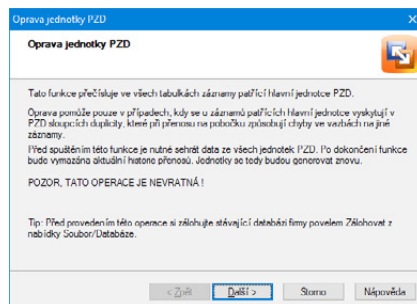 Oprava jednotky PZD
Oprava jednotky PZD
Tato funkce přečísluje ve všech tabulkách záznamy patřící hlavní jednotce PZD.
Oprava pomůže pouze v případech, kdy se u záznamů patřících hlavní jednotce vyskytují v
PZD sloupcích duplicity, které při přenosu na pobočku způsobují chyby ve vazbách na jiné
záznamy.
Před spuštěním této funkce je nutné sehrát data ze všech jednotek PZD. Po dokončení funkce
bude vymazána aktuální historie přenosů. Jednotky se tedy budou generovat znovu.
POZOR, TATO OPERACE JE NEVRATNÁ !
Tip: Před provedením této operace si zálohujte stávající databázi firmy povelem Zálohovat z
nabídky Soubor/Databáze.
< Zpět Další > Storno Nápověda